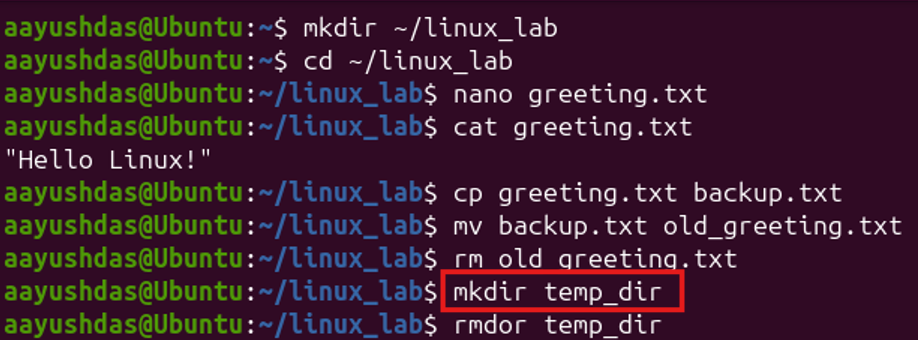 aayushdas@Ubuntu:~$ mkdir ~/linux_lab
aayushdas@Ubuntu:~$ cd ~/linux_lab
aayushdas@Ubuntu:~/linux_lab$ nano greeting.txt
aayushdas@Ubuntu:~/linux_lab$ cat greeting.txt
"Hello Linux!"
aayushdas@Ubuntu:~/linux_lab$ cp greeting.txt backup.txt
aayushdas@Ubuntu:~/linux_lab$ mv backup.txt old_greeting.txt
aayushdas@Ubuntu:~/linux_lab$ rm old_greeting.txt
aayushdas@Ubuntu:~/linux_lab$ mkdir temp_dir
aayushdas@Ubuntu:~/linux_lab$ rmdor temp_dir